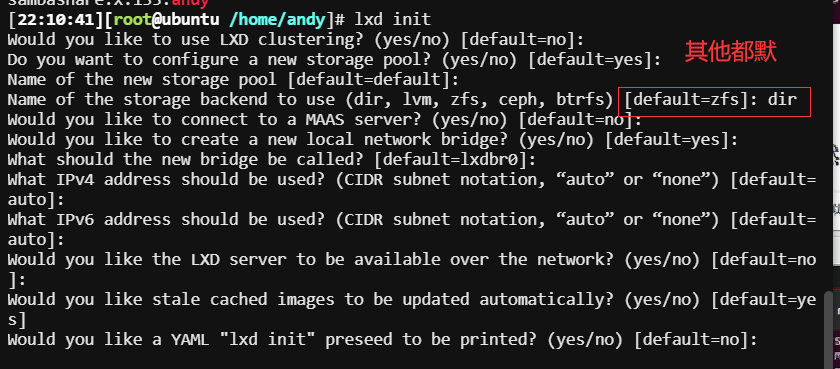 sambashare:x:133:andy
[22:10:41][root@ubuntu /home/andy]# lxd init
Would you like to use LXD clustering? (yes/no) [default=no]:
Do you want to configure a new storage pool? (yes/no) [default=yes]:
其他都默
Name of the new storage pool [default=default]:
Name of the storage backend to use (dir, lvm, zfs, ceph, btrfs) [default=zfs]: dir
Would you like to connect to a MAAS server? (yes/no) [default=no]:
Would you like to create a new local network bridge? (yes/no) [default=yes]:
What should the new bridge be called? [default=lxdbr0]:
What IPv4 address should be used? (CIDR subnet notation, “auto” or “none”) [default=
auto]:
What IPv6 address should be used? (CIDR subnet notation, “auto” or “none”) [default=
auto]:
Would you like the LXD server to be available over the network? (yes/no) [default=no
]:
Would you like stale cached images to be updated automatically? (yes/no) [default=ye
s]
Would you like a YAML "lxd init" preseed to be printed? (yes/no) [default=no]: